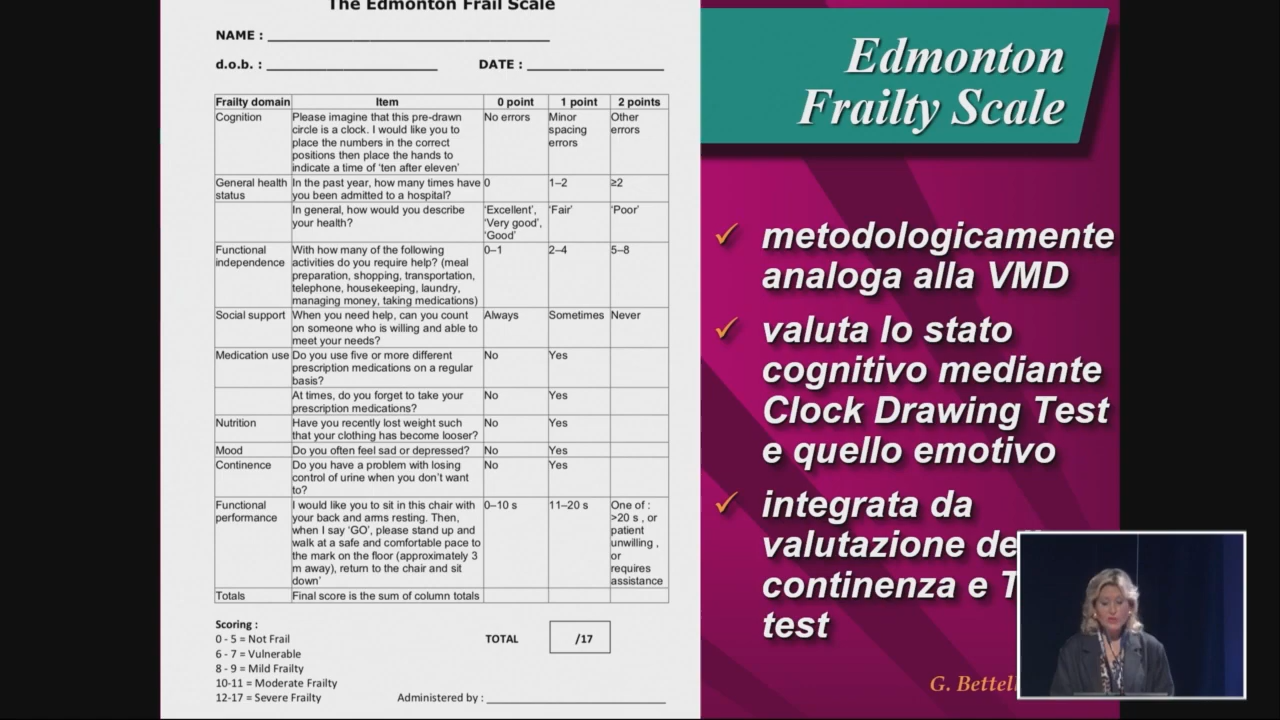 The Edmonton Frail Scale
NAME : ______________________________________
d.o.b. : _______________________ DATE : __________________
Frailty domain Item 0 point 1 point 2 points
Cognition Please imagine that this pre-drawn No errors Minor Other
circle is a clock. I would like you to spacing errors
place the numbers in the correct errors
positions then place the hands to
indicate a time of ‘ten after eleven’
General health In the past year, how many times have 0 1–2 ≥2
status you been admitted to a hospital?
In general, how would you describe ‘Excellent’, ‘Fair’ ‘Poor’
your health? ‘Very good’,
‘Good’
Functional With how many of the following 0–1 2–4 5–8
independence activities do you require help? (meal
preparation, shopping, transportation,
telephone, housekeeping, laundry,
managing money, taking medications)
Social support When you need help, can you count Always Sometimes Never
on someone who is willing and able to
meet your needs?
Medication use Do you use five or more different No Yes
prescription medications on a regular
basis?
At times, do you forget to take your No Yes
prescription medications?
Nutrition Have you recently lost weight such No Yes
that your clothing has become looser?
Mood Do you often feel sad or depressed? No Yes
Continence Do you have a problem with losing No Yes
control of urine when you don’t want
to?
Functional I would like you to sit in this chair with 0–10 s 11–20 s One of :
performance your back and arms resting. Then, >20 s , or
when I say ‘GO’, please stand up and patient
walk at a safe and comfortable pace to unwilling ,
the mark on the floor (approximately 3 or
m away), return to the chair and sit requires
down’ assistance
Totals Final score is the sum of column totals
Scoring :
0 - 5 = Not Frail TOTAL /17
6 - 7 = Vulnerable
8 - 9 = Mild Frailty
10-11 = Moderate Frailty
12-17 = Severe Frailty Administered by : ________________________
Edmonton
Frailty Scale
✓ metodologicamente
analoga alla VMD
✓ valuta lo stato
cognitivo mediante
Clock Drawing Test
e quello emotivo
✓ integrata da
valutazione
continenza e
test
G.